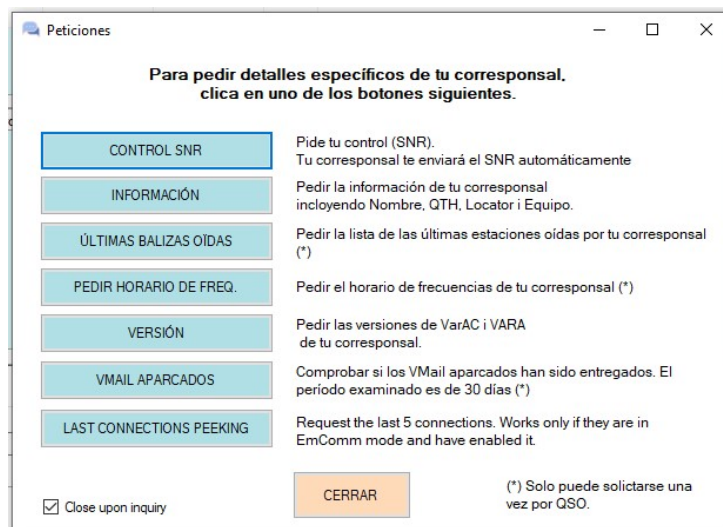 Peticiones
Para pedir detalles específicos de tu corresponsal,
clica en uno de los botones siguientes.
CONTROL SNR
Pide tu control (SNR).
Tu corresponsal te enviará el SNR automáticamente
INFORMACIÓN
Pedir la información de tu corresponsal
incluyendo Nombre, QTH, Locator i Equipo.
ÚLTIMAS BALIZAS OÏDAS
Pedir la lista de las últimas estaciones oídas por tu corresponsal
(*)
PEDIR HORARIO DE FREQ.
Pedir el horario de frecuencias de tu corresponsal (*)
VERSIÓN
Pedir las versiones de VarAC i VARA
de tu corresponsal.
VMAIL APARCADOS
Comprobar si los VMail aparcados han sido entregados. El
período examinado es de 30 días (*)
LAST CONNECTIONS PEEKING
Request the last 5 connections. Works only if they are in
EmComm mode and have enabled it.
Close upon inquiry
CERRAR
(*) Solo puede solictarse una
vez por QSO.